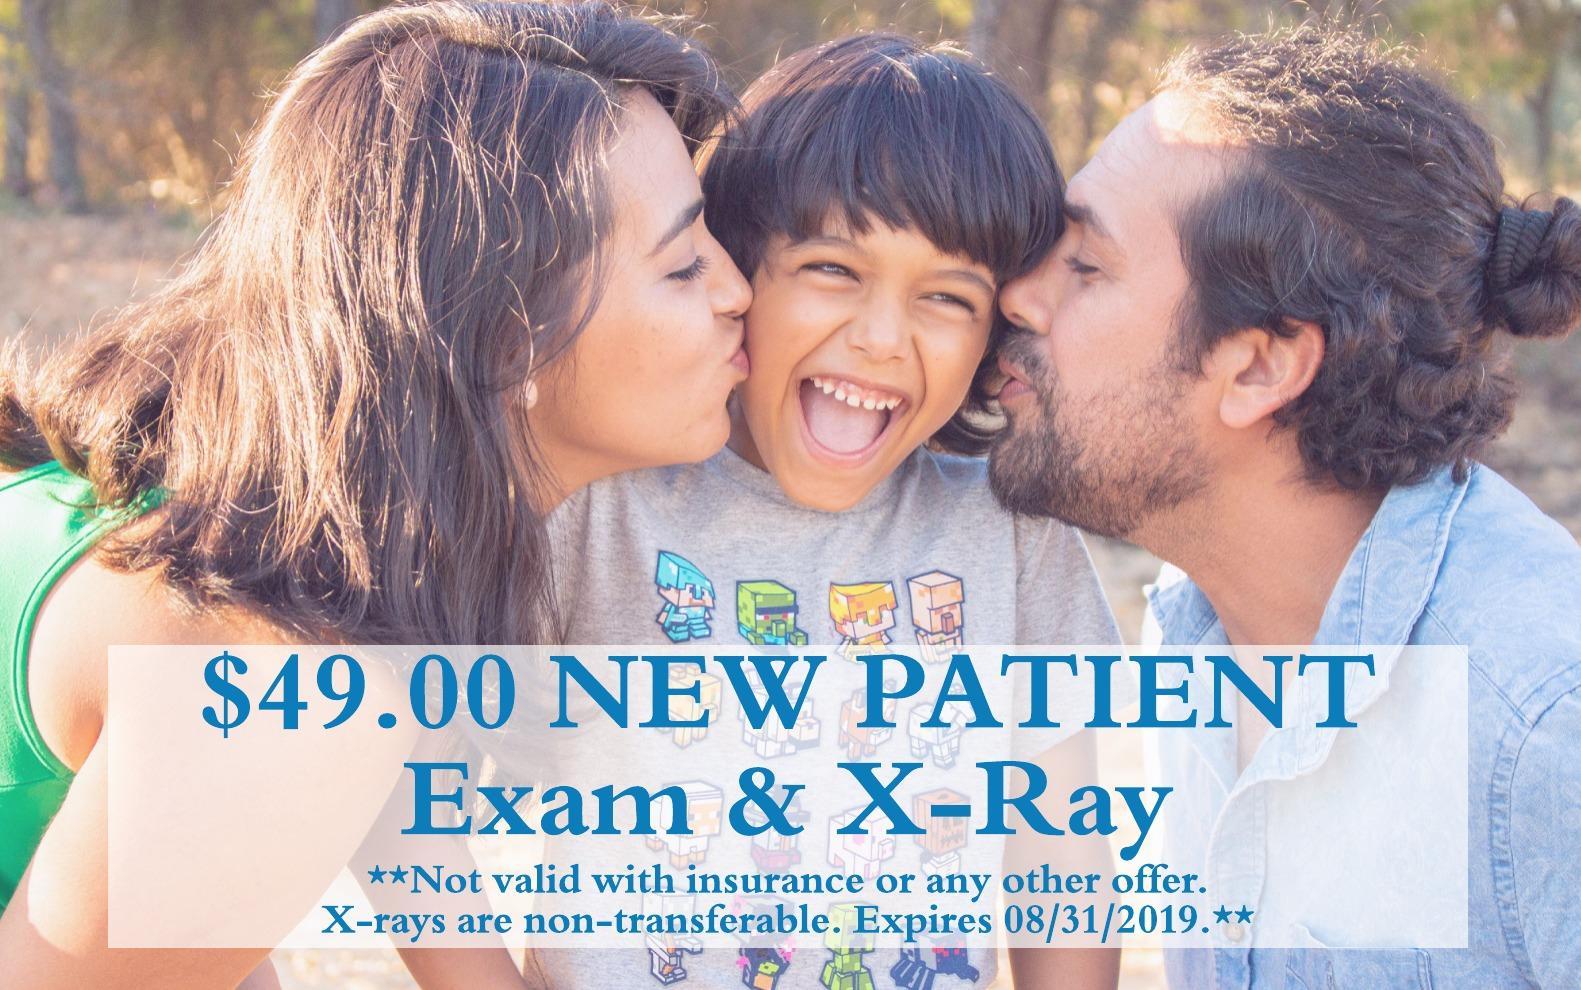 $49.00 NEW PATIENT
Exam & X-Ray
**Not valid with insurance or any other offer.
X-rays are non-transferable. Expires 08/31/2019.**